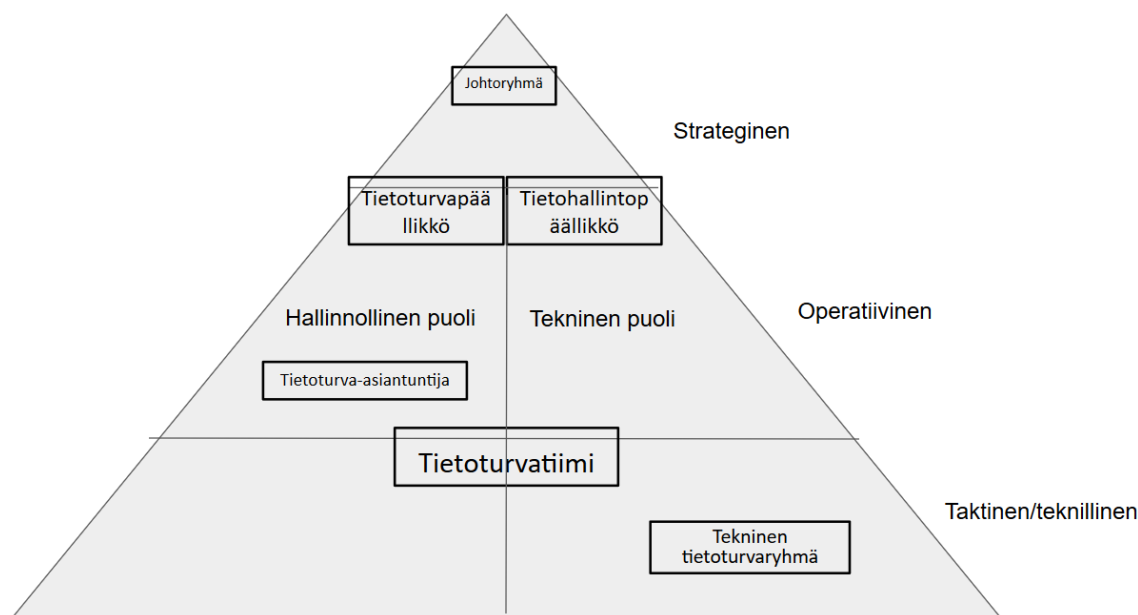 Johtoryhmä
Strateginen
Tietoturvapää
llikkö
Tietohallintop
äällikkö
Operatiivinen
Hallinnollinen puoli
Tekninen puoli
Tietoturva-asiantuntija
Tietoturvatiimi
Taktinen/teknillinen
Tekninen
tietoturvaryhmä